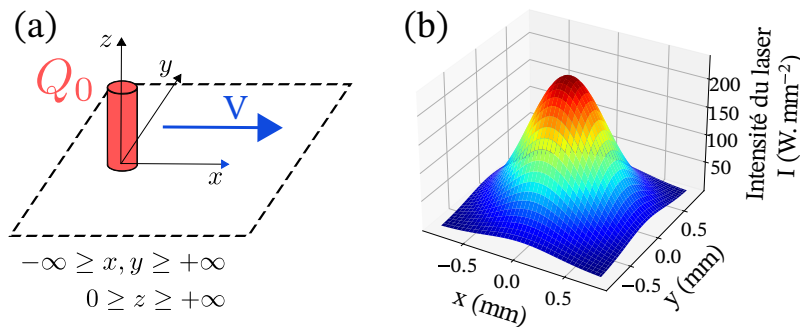 (a)
z
y
Q₀
V
x
−∞ ≥ x, y ≥ +∞
0 ≥ z ≥ +∞
(b)
200
150
100
50
Intensité du laser
I (W. mm⁻²)
−0.5
0.0
0.5
x (mm)
−0.5
0.0
0.5
y (mm)